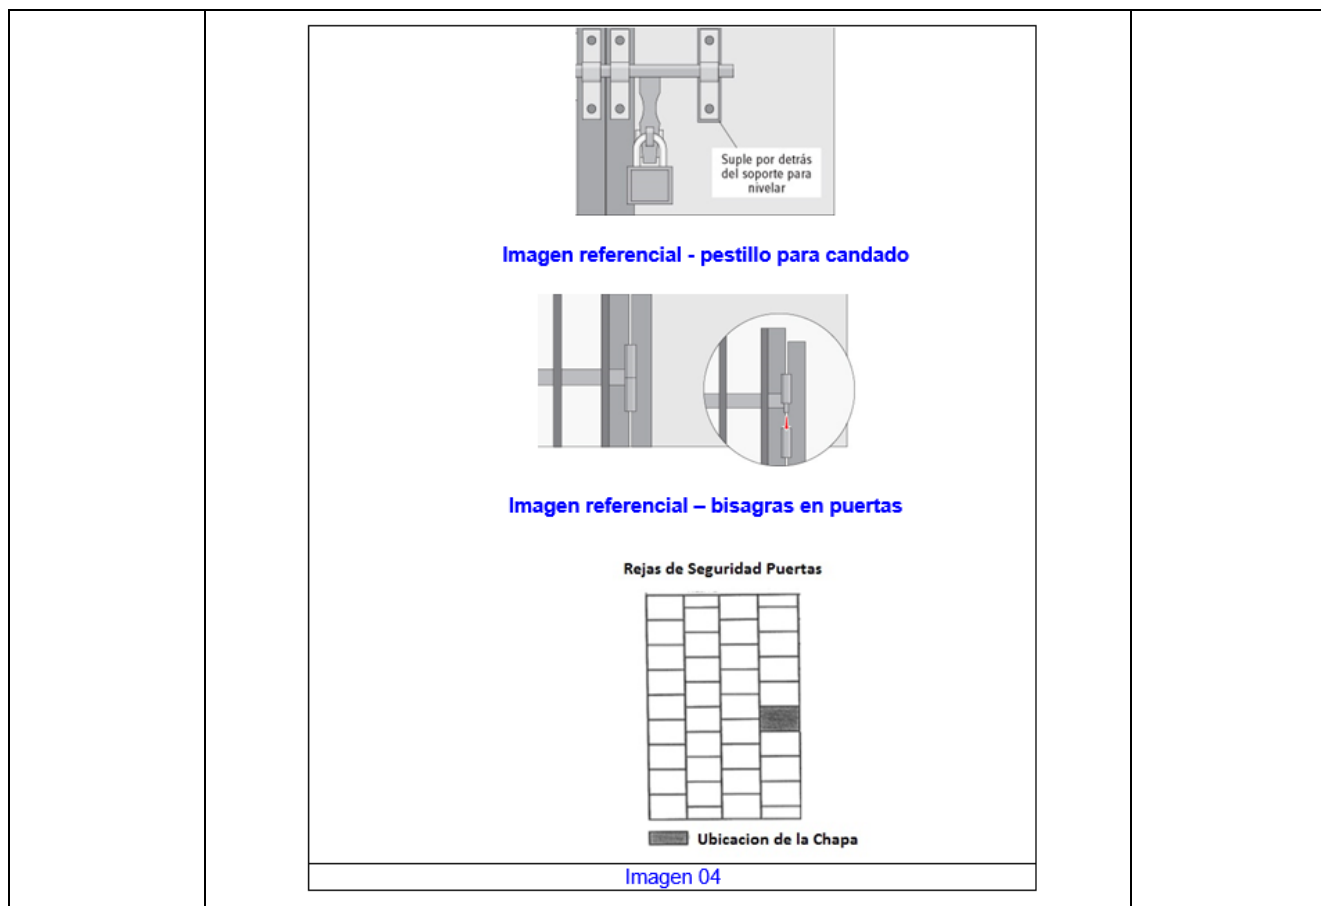 Suple por detrás
del soporte para
nivelar
Imagen referencial - pestillo para candado
Imagen referencial – bisagras en puertas
Rejas de Seguridad Puertas
Ubicacion de la Chapa
Imagen 04